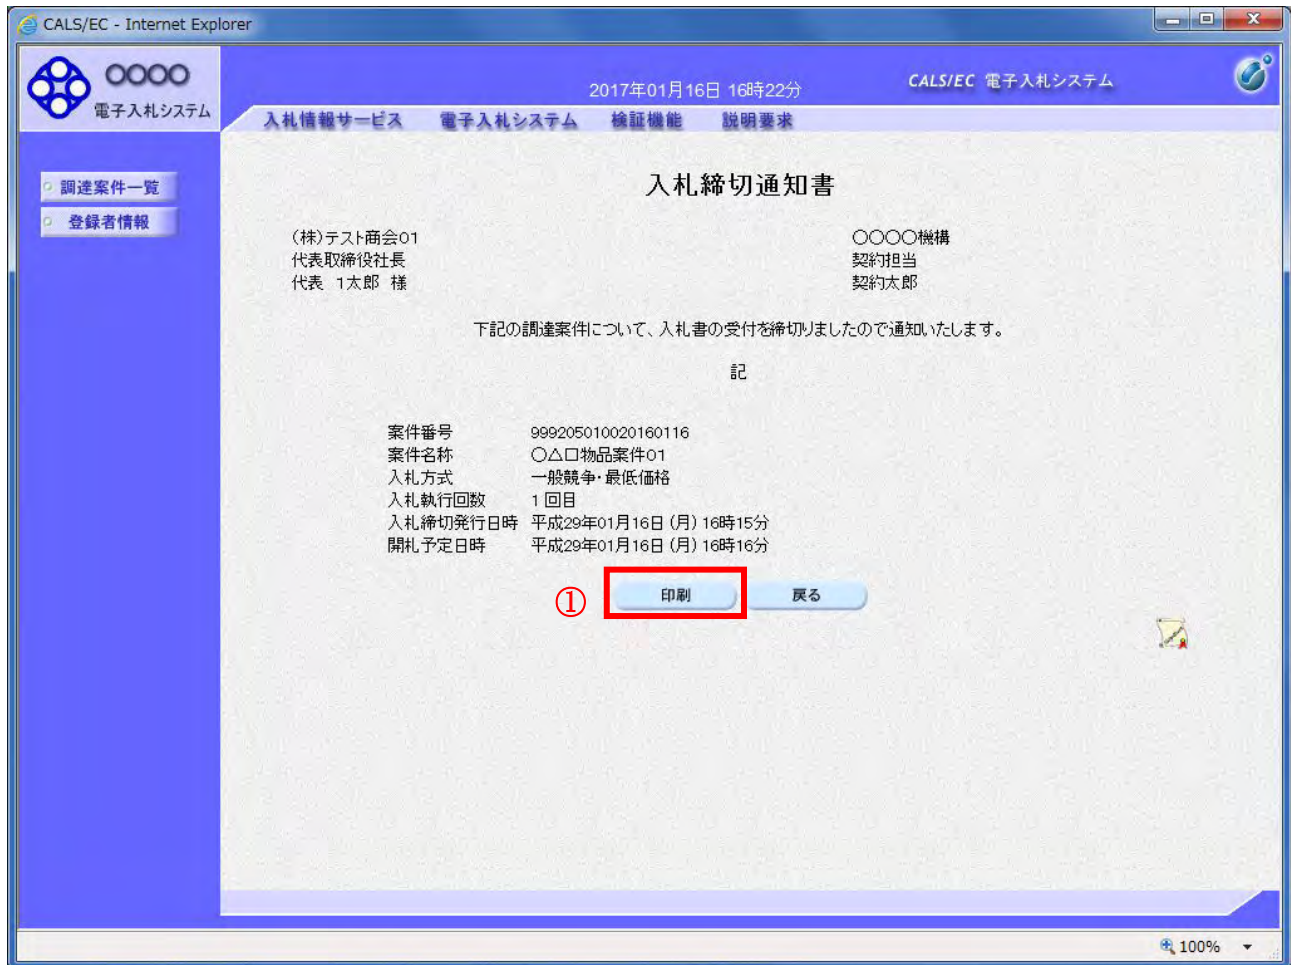 CALS/EC - Internet Explorer
OOOO
電子入札システム
2017年01月16日 16時22分
CALS/EC 電子入札システム
入札情報サービス 電子入札システム 検証機能 説明要求
調達案件一覧
登録者情報
入札締切通知書
(株)テスト商会01
代表取締役社長
代表 1太郎 様
〇〇〇〇機構
契約担当
契約太郎
下記の調達案件について、入札書の受付を締切りましたので通知いたします。
記
案件番号 999205010020160116
案件名称 〇△口物品案件01
入札方式 一般競争・最低価格
入札執行回数 1回目
入札締切発行日時 平成29年01月16日(月)16時15分
開札予定日時 平成29年01月16日(月)16時16分
① 印刷 戻る
100%